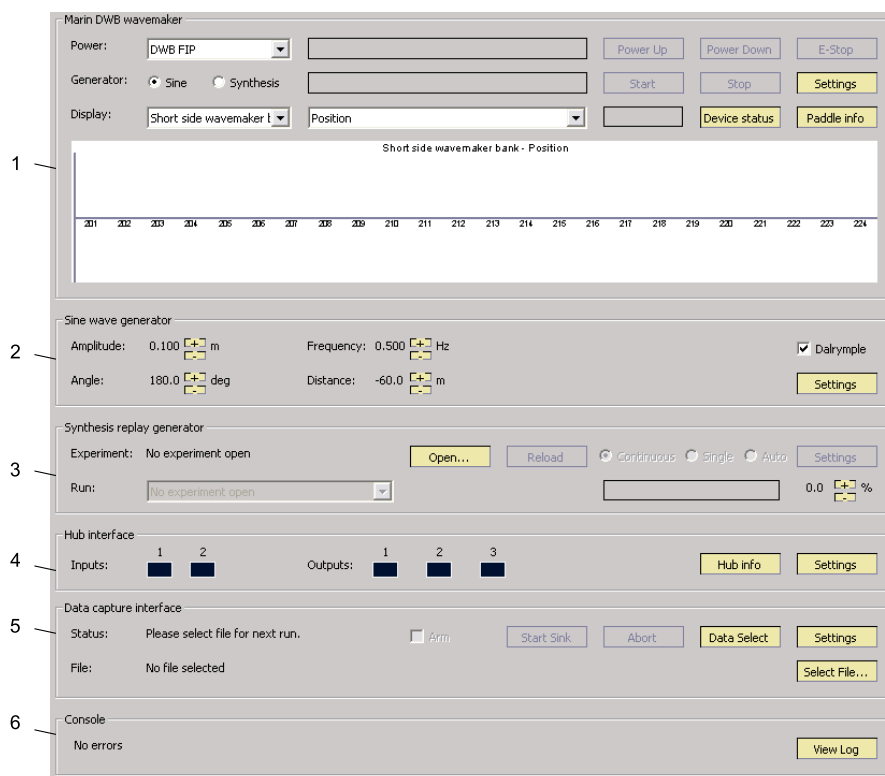 Marin DWB wavemaker
Power: DWB FIP Power Up Power Down E-Stop
Generator: Sine Synthesis Start Stop Settings
Display: Short side wavemaker t Position Device status Paddle info
1
Short side wavemaker bank - Position
201 202 203 204 205 206 207 208 209 210 211 212 213 214 215 216 217 218 219 220 221 222 223 224
Sine wave generator
2
Amplitude: 0.100 + - m Frequency: 0.500 + - Hz Dalrymple
Angle: 180.0 + - deg Distance: -60.0 + - m Settings
Synthesis replay generator
3
Experiment: No experiment open Open... Reload Continuous Single Auto Settings
Run: No experiment open 0.0 + - %
Hub interface
4
1 2 1 2 3
Inputs: Outputs: Hub info Settings
Data capture interface
5
Status: Please select file for next run. Arm Start Sink Abort Data Select Settings
File: No file selected Select File...
6
Console
No errors View Log